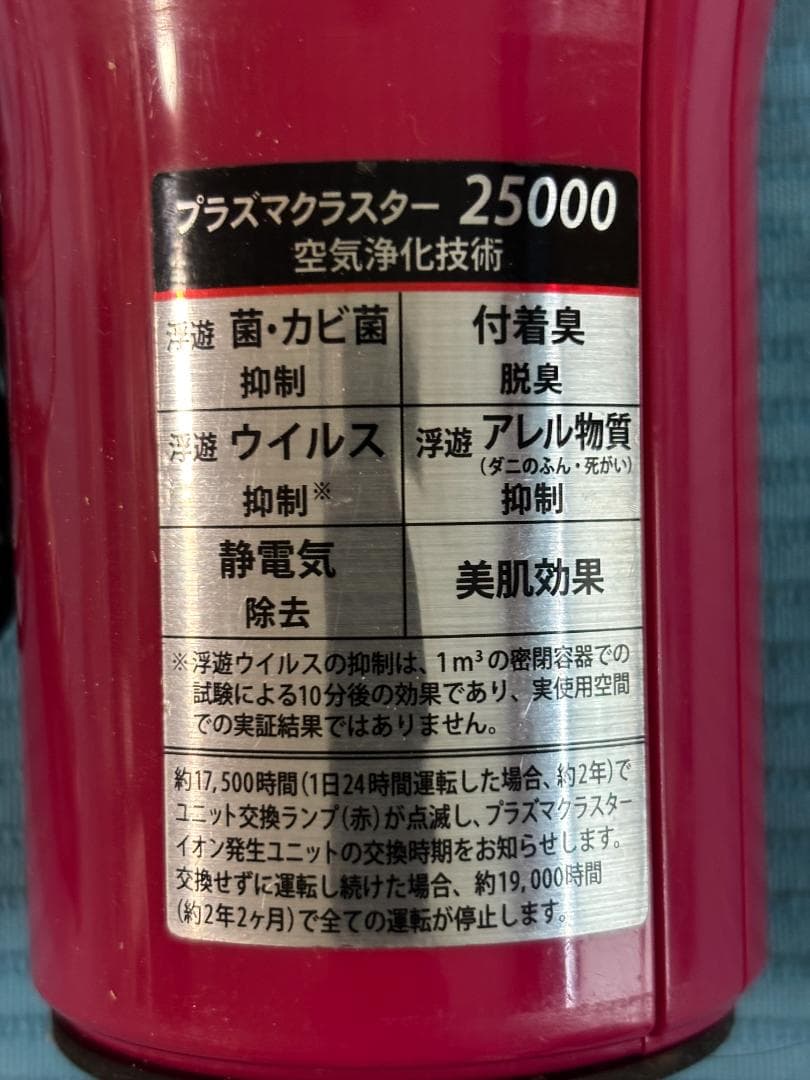 プラズマクラスター 25000
空気浄化技術
浮遊 菌・カビ菌
抑制
付着臭
脱臭
浮遊 ウイルス
抑制※
浮遊 アレル物質
(ダニのふん・死がい)
抑制
静電気
除去
美肌効果
※浮遊ウイルスの抑制は、1m³の密閉容器での
試験による10分後の効果であり、実使用空間
での実証結果ではありません。
約17,500時間(1日24時間運転した場合、約2年)で
ユニット交換ランプ(赤)が点滅し、プラズマクラスター
イオン発生ユニットの交換時期をお知らせします。
交換せずに運転し続けた場合、約19,000時間
(約2年2ヶ月)で全ての運転が停止します。